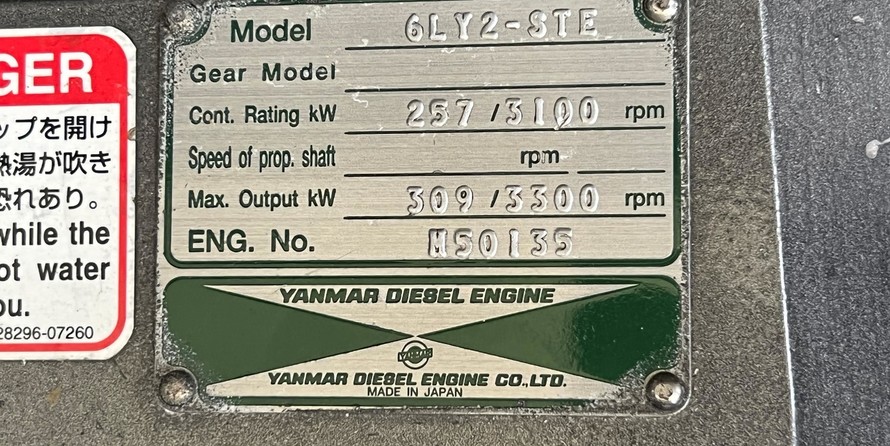 GER
ップを開け
熱湯が吹き
恐れあり。
while the
ot water
ou.
28296-07260
Model 6LY2-STE
Gear Model
Cont. Rating kW 257 / 3100 rpm
Speed of prop. shaft rpm
Max. Output kW 309 / 3300 rpm
ENG. No. M50135
YANMAR DIESEL ENGINE
YANMAR
YANMAR DIESEL ENGINE CO.,LTD.
MADE IN JAPAN